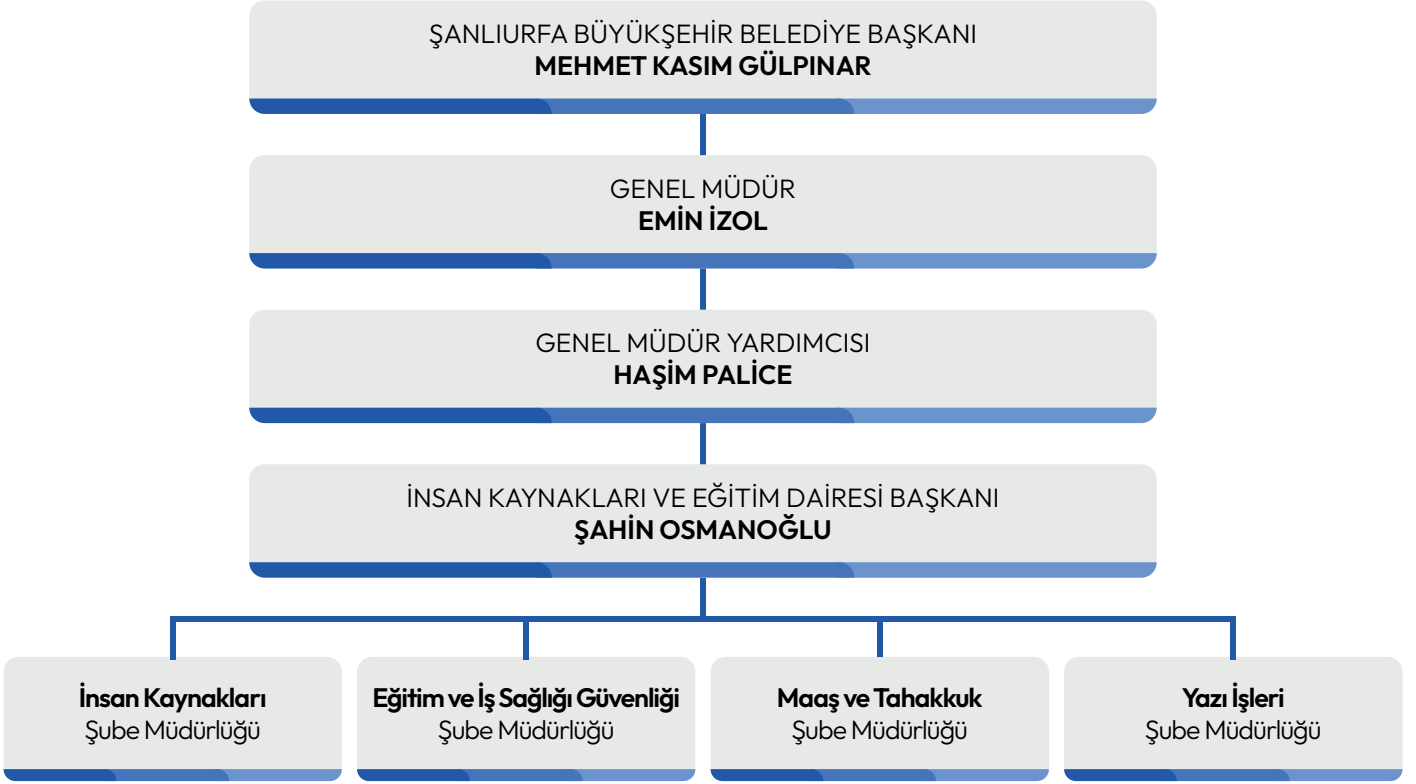 ŞANLIURFA BÜYÜKŞEHİR BELEDİYE BAŞKANI
MEHMET KASIM GÜLPINAR
GENEL MÜDÜR
EMİN İZOL
GENEL MÜDÜR YARDIMCISI
HAŞİM PALİCE
İNSAN KAYNAKLARI VE EĞİTİM DAİRESİ BAŞKANI
ŞAHİN OSMANOĞLU
İnsan Kaynakları
Şube Müdürlüğü
Eğitim ve İş Sağlığı Güvenliği
Şube Müdürlüğü
Maaş ve Tahakkuk
Şube Müdürlüğü
Yazı İşleri
Şube Müdürlüğü